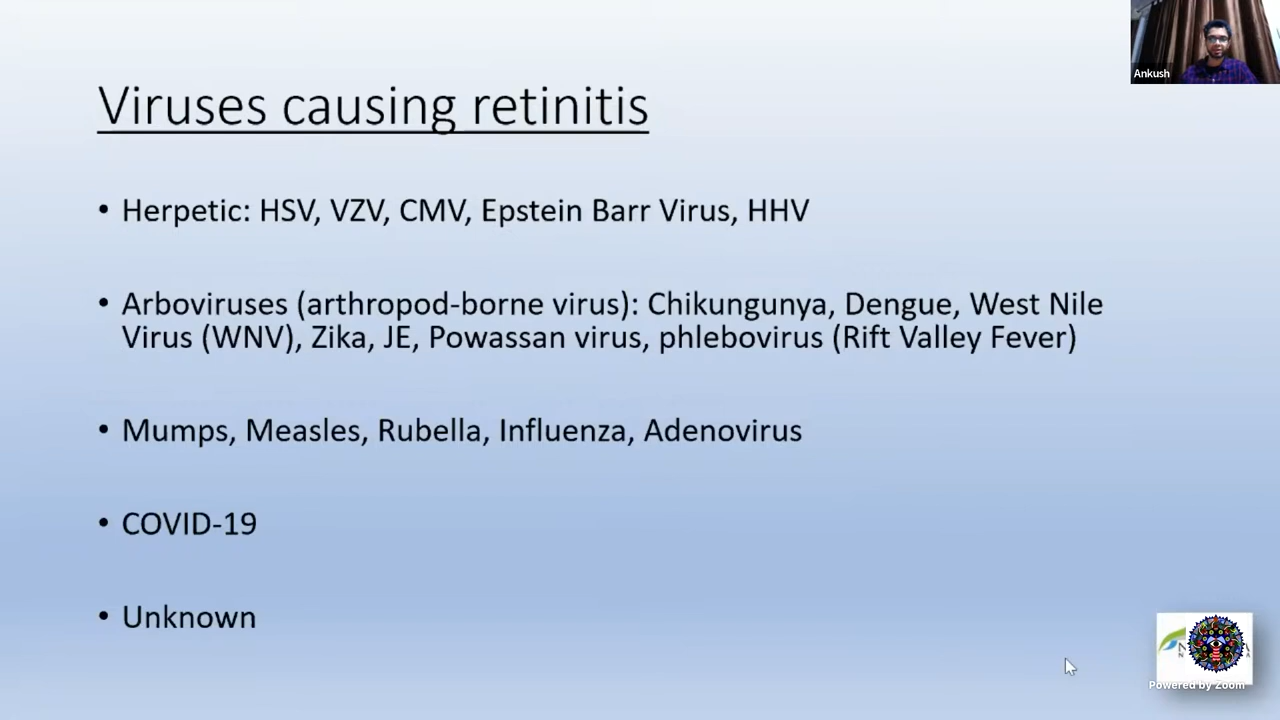 Ankush
Viruses causing retinitis
• Herpetic: HSV, VZV, CMV, Epstein Barr Virus, HHV
• Arboviruses (arthropod-borne virus): Chikungunya, Dengue, West Nile
Virus (WNV), Zika, JE, Powassan virus, phlebovirus (Rift Valley Fever)
• Mumps, Measles, Rubella, Influenza, Adenovirus
• COVID-19
• Unknown
Powered by Zoom